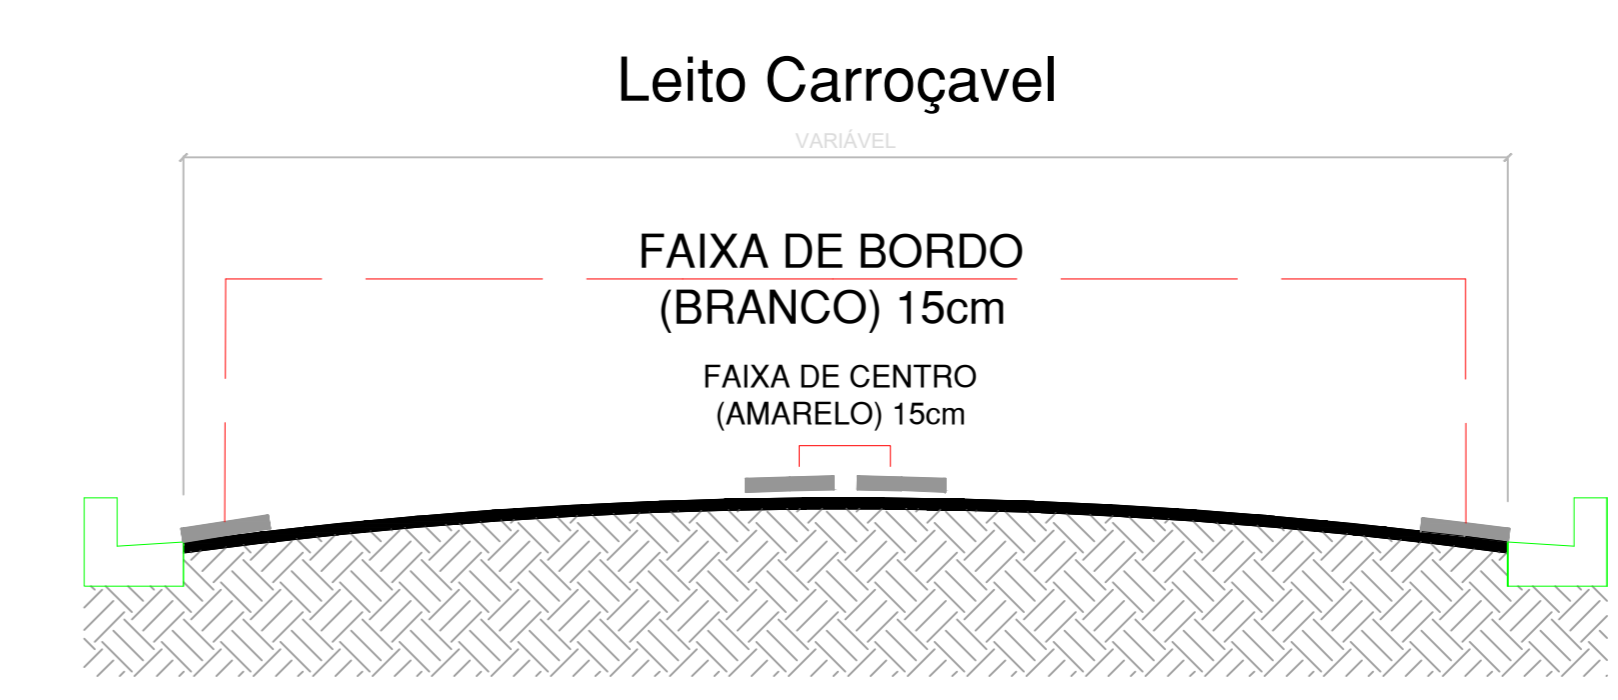 Leito Carroçavel
VARIÁVEL
FAIXA DE BORDO
(BRANCO) 15cm
FAIXA DE CENTRO
(AMARELO) 15cm